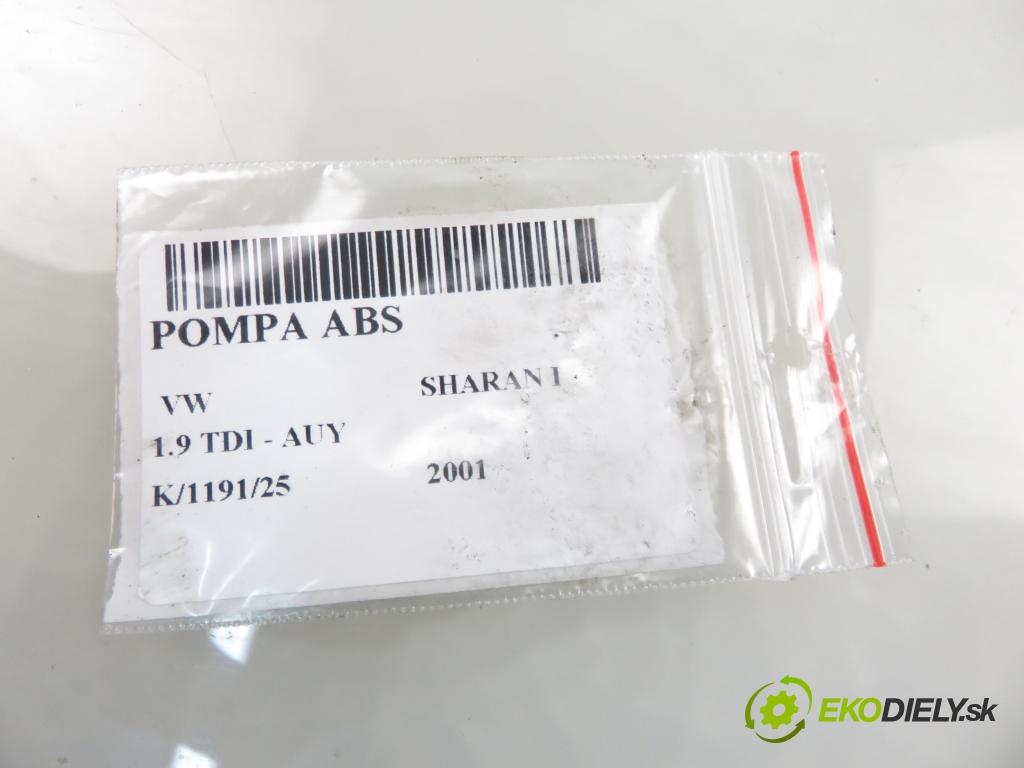 POMPA ABS
VW SHARAN I
1.9 TDI - AUY
K/1191/25 2001
EKODIELY.sk